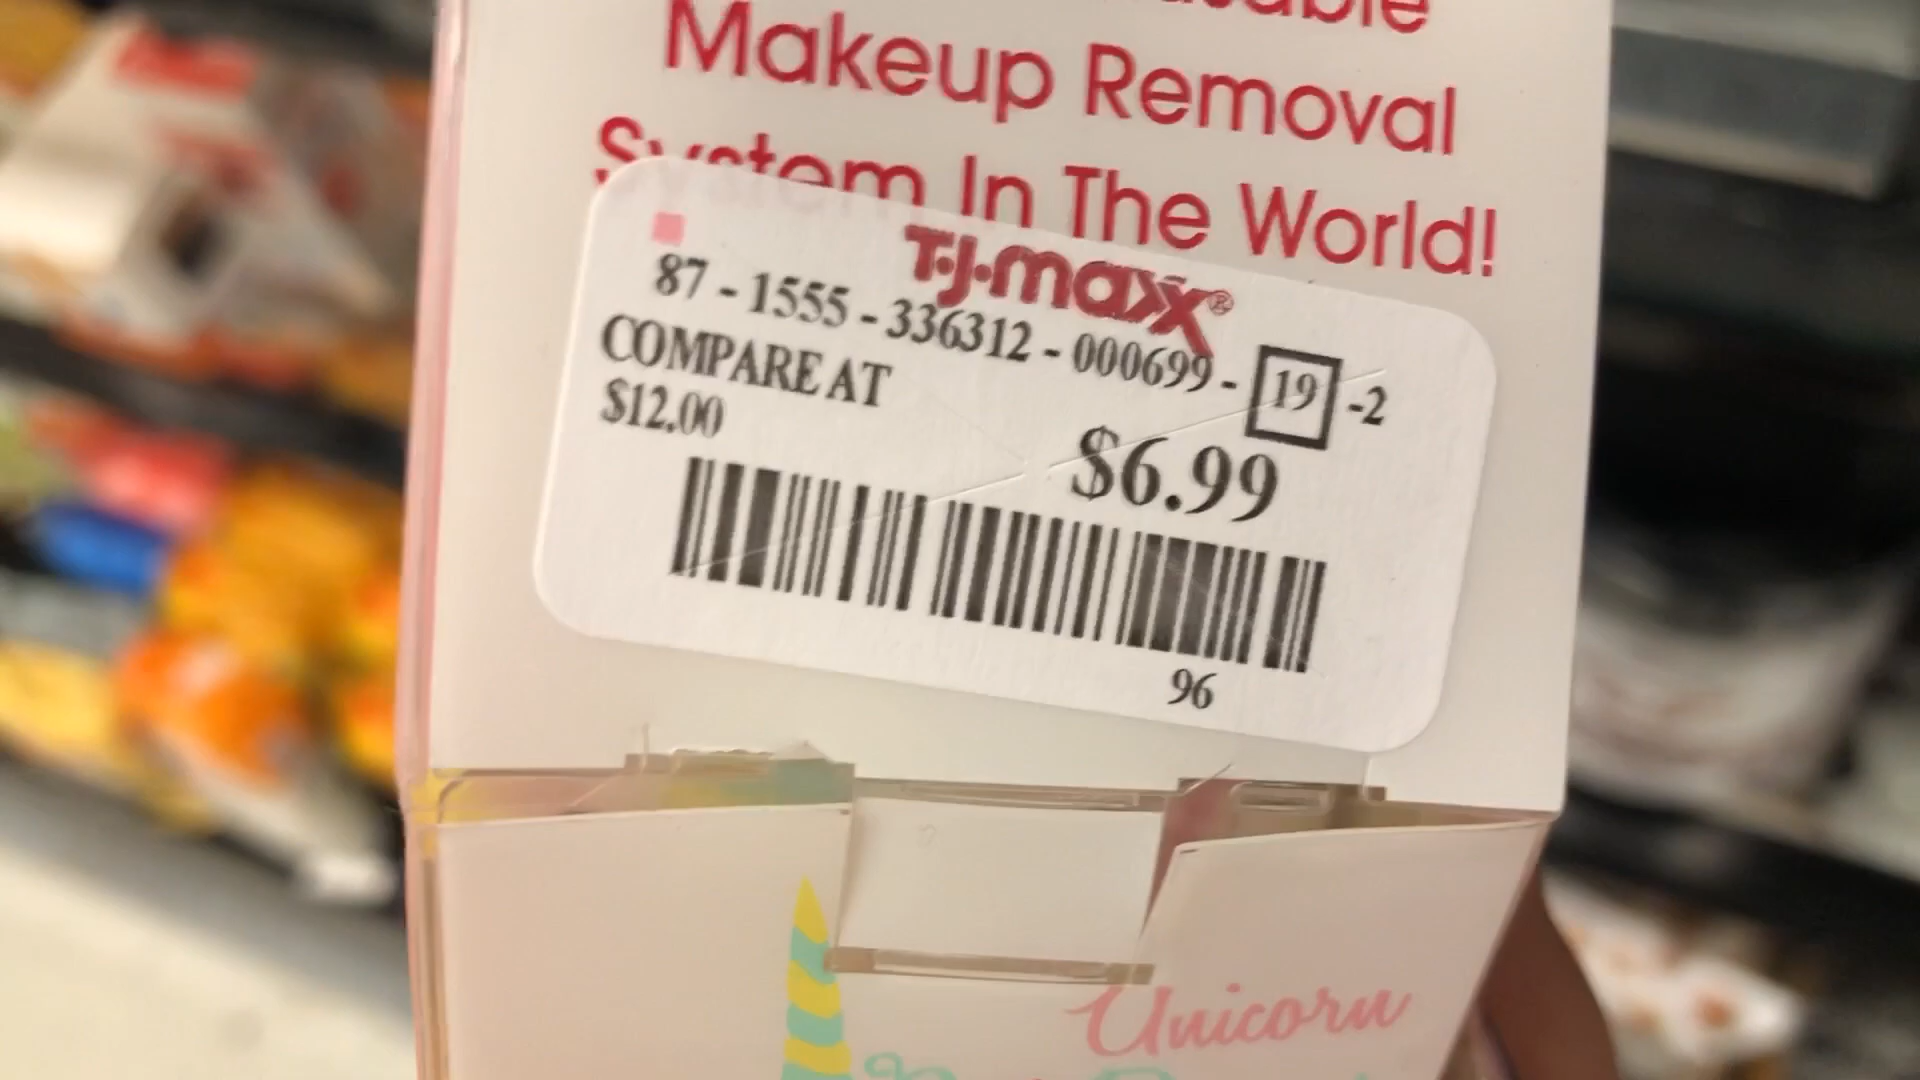 Makeup Removal
System In The World!
T.J.maxx®
87 - 1555 - 336312 - 000699 - 19 -2
COMPARE AT
$12.00
$6.99
96
Unicorn